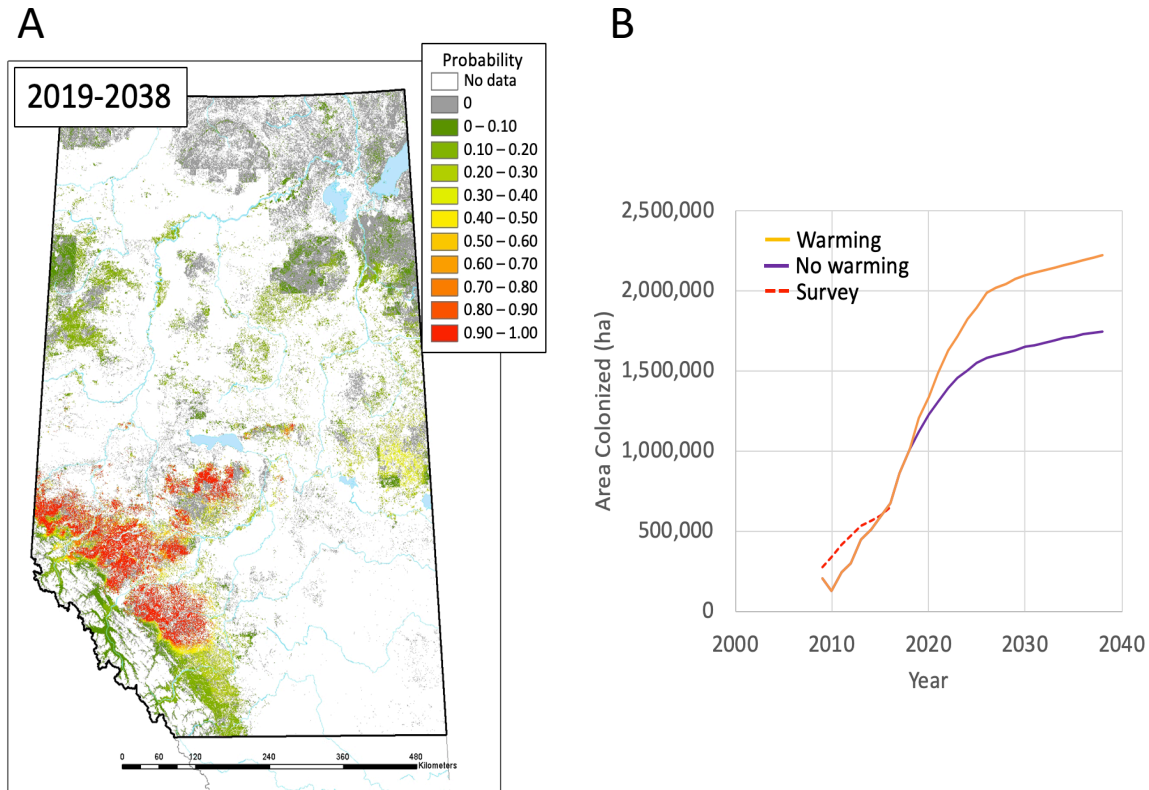 A
2019-2038
Probability
No data
0
0 – 0.10
0.10 – 0.20
0.20 – 0.30
0.30 – 0.40
0.40 – 0.50
0.50 – 0.60
0.60 – 0.70
0.70 – 0.80
0.80 – 0.90
0.90 – 1.00
0 60 120 240 360 480
Kilometers
B
Area Colonized (ha)
2,500,000
2,000,000
1,500,000
1,000,000
500,000
0
Warming
No warming
Survey
2000 2010 2020 2030 2040
Year